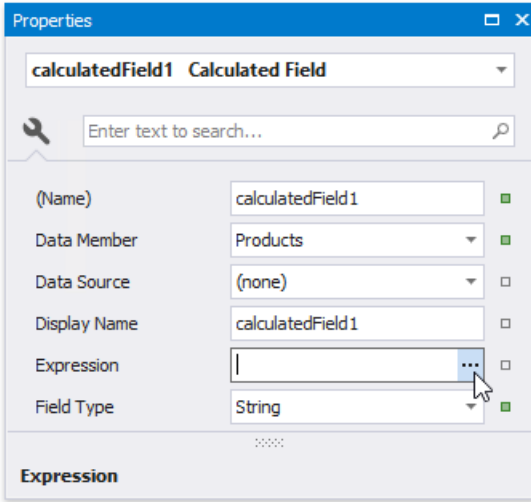 Properties
calculatedField1 Calculated Field
Enter text to search...
(Name) calculatedField1
Data Member Products
Data Source (none)
Display Name calculatedField1
Expression ...
Field Type String
Expression